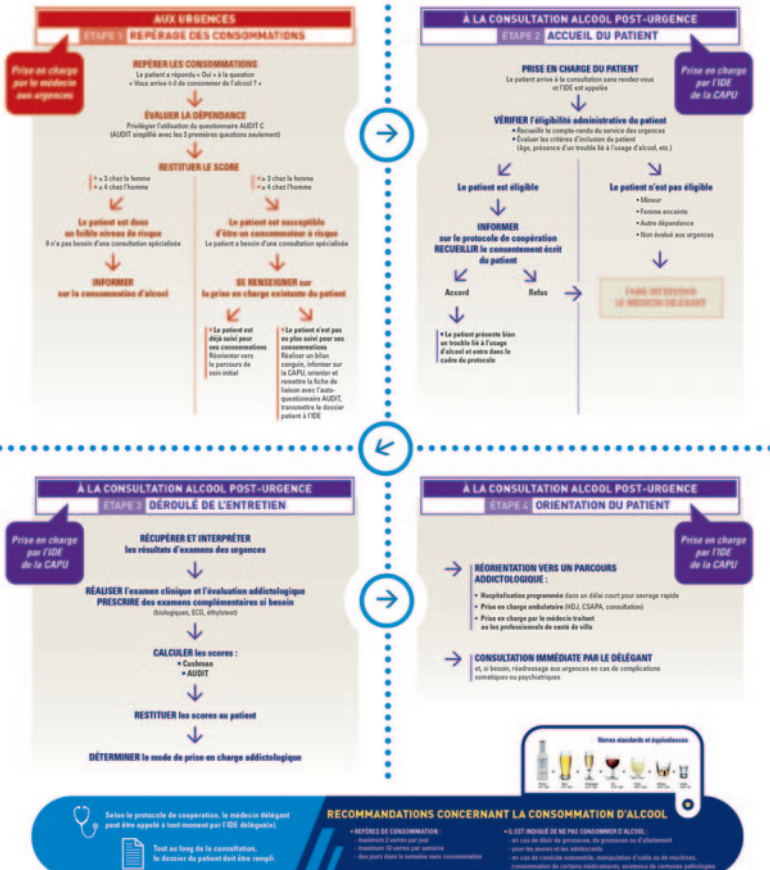 AUX URGENCES
ÉTAPE 1 REPÉRAGE DES CONSOMMATIONS
Prise en charge
par le médecin
aux urgences
REPÉRER LES CONSOMMATIONS
Le patient a répondu « Oui » à la question
« Vous arrive-t-il de consommer de l'alcool ? »
ÉVALUER LA DÉPENDANCE
Privilégier l'utilisation du questionnaire AUDIT C
(AUDIT simplifié avec les 3 premières questions seulement)
RESTITUER LE SCORE
= 3 chez la femme
= 4 chez l'homme
Le patient est dans
un faible niveau de risque
Il n'a pas besoin d'une consultation spécialisée
INFORMER
sur la consommation d'alcool
= 3 chez la femme
= 4 chez l'homme
Le patient est susceptible
d'être un consommateur à risque
Le patient a besoin d'une consultation spécialisée
SE RENSEIGNER sur
la prise en charge existante du patient
• Le patient est
déjà suivi pour
ses consommations
Réorienter vers
le parcours de
soin initial
• Le patient n'est pas
ou plus suivi pour ses
consommations
Réaliser un bilan
sanguin, informer sur
la CAPU, orienter et
remettre la fiche de
liaison avec l'auto-
questionnaire AUDIT,
transmettre le dossier
patient à l'IDE
À LA CONSULTATION ALCOOL POST-URGENCE
ÉTAPE 2 ACCUEIL DU PATIENT
Prise en charge
par l'IDE
de la CAPU
PRISE EN CHARGE DU PATIENT
Le patient arrive à la consultation sans rendez-vous
et l'IDE est appelée
VÉRIFIER l'éligibilité administrative du patient
• Recueillir le compte-rendu du service des urgences
• Évaluer les critères d'inclusion du patient
(âge, présence d'un trouble lié à l'usage d'alcool, etc.)
Le patient est éligible
INFORMER
sur le protocole de coopération
RECUEILLIR le consentement écrit
du patient
Accord
Refus
• Le patient présente bien
un trouble lié à l'usage
d'alcool et entre dans le
cadre du protocole
Le patient n'est pas éligible
• Mineur
• Femme enceinte
• Autre dépendance
• Non évalué aux urgences
FAIRE INTERVENIR
LE MÉDECIN DÉLÉGANT
À LA CONSULTATION ALCOOL POST-URGENCE
ÉTAPE 3 DÉROULÉ DE L'ENTRETIEN
Prise en charge
par l'IDE
de la CAPU
RÉCUPÉRER ET INTERPRÉTER
les résultats d'examens des urgences
RÉALISER l'examen clinique et l'évaluation addictologique
PRESCRIRE des examens complémentaires si besoin
(biologiques, ECG, éthylotest)
CALCULER les scores :
• Cushman
• AUDIT
RESTITUER les scores au patient
DÉTERMINER le mode de prise en charge addictologique
À LA CONSULTATION ALCOOL POST-URGENCE
ÉTAPE 4 ORIENTATION DU PATIENT
Prise en charge
par l'IDE
de la CAPU
RÉORIENTATION VERS UN PARCOURS
ADDICTOLOGIQUE :
• Hospitalisation programmée dans un délai court pour sevrage rapide
• Prise en charge ambulatoire (HDJ, CSAPA, consultation)
• Prise en charge par le médecin traitant
ou les professionnels de santé de ville
CONSULTATION IMMÉDIATE PAR LE DÉLÉGANT
et, si besoin, réadressage aux urgences en cas de complications
somatiques ou psychiatriques
Verres standards et équivalences
Selon le protocole de coopération, le médecin délégant
peut être appelé à tout moment par l'IDE délégué(e).
Tout au long de la consultation,
le dossier du patient doit être rempli.
RECOMMANDATIONS CONCERNANT LA CONSOMMATION D'ALCOOL
• REPÈRES DE CONSOMMATION :
- maximum 2 verres par jour
- maximum 10 verres par semaine
- des jours dans la semaine sans consommation
• IL EST INDIQUÉ DE NE PAS CONSOMMER D'ALCOOL :
- en cas de désir de grossesse, de grossesse ou d'allaitement
- pour les jeunes et les adolescents
- en cas de conduite automobile, manipulation d'outils ou de machines,
consommation de certains médicaments, existence de certaines pathologies